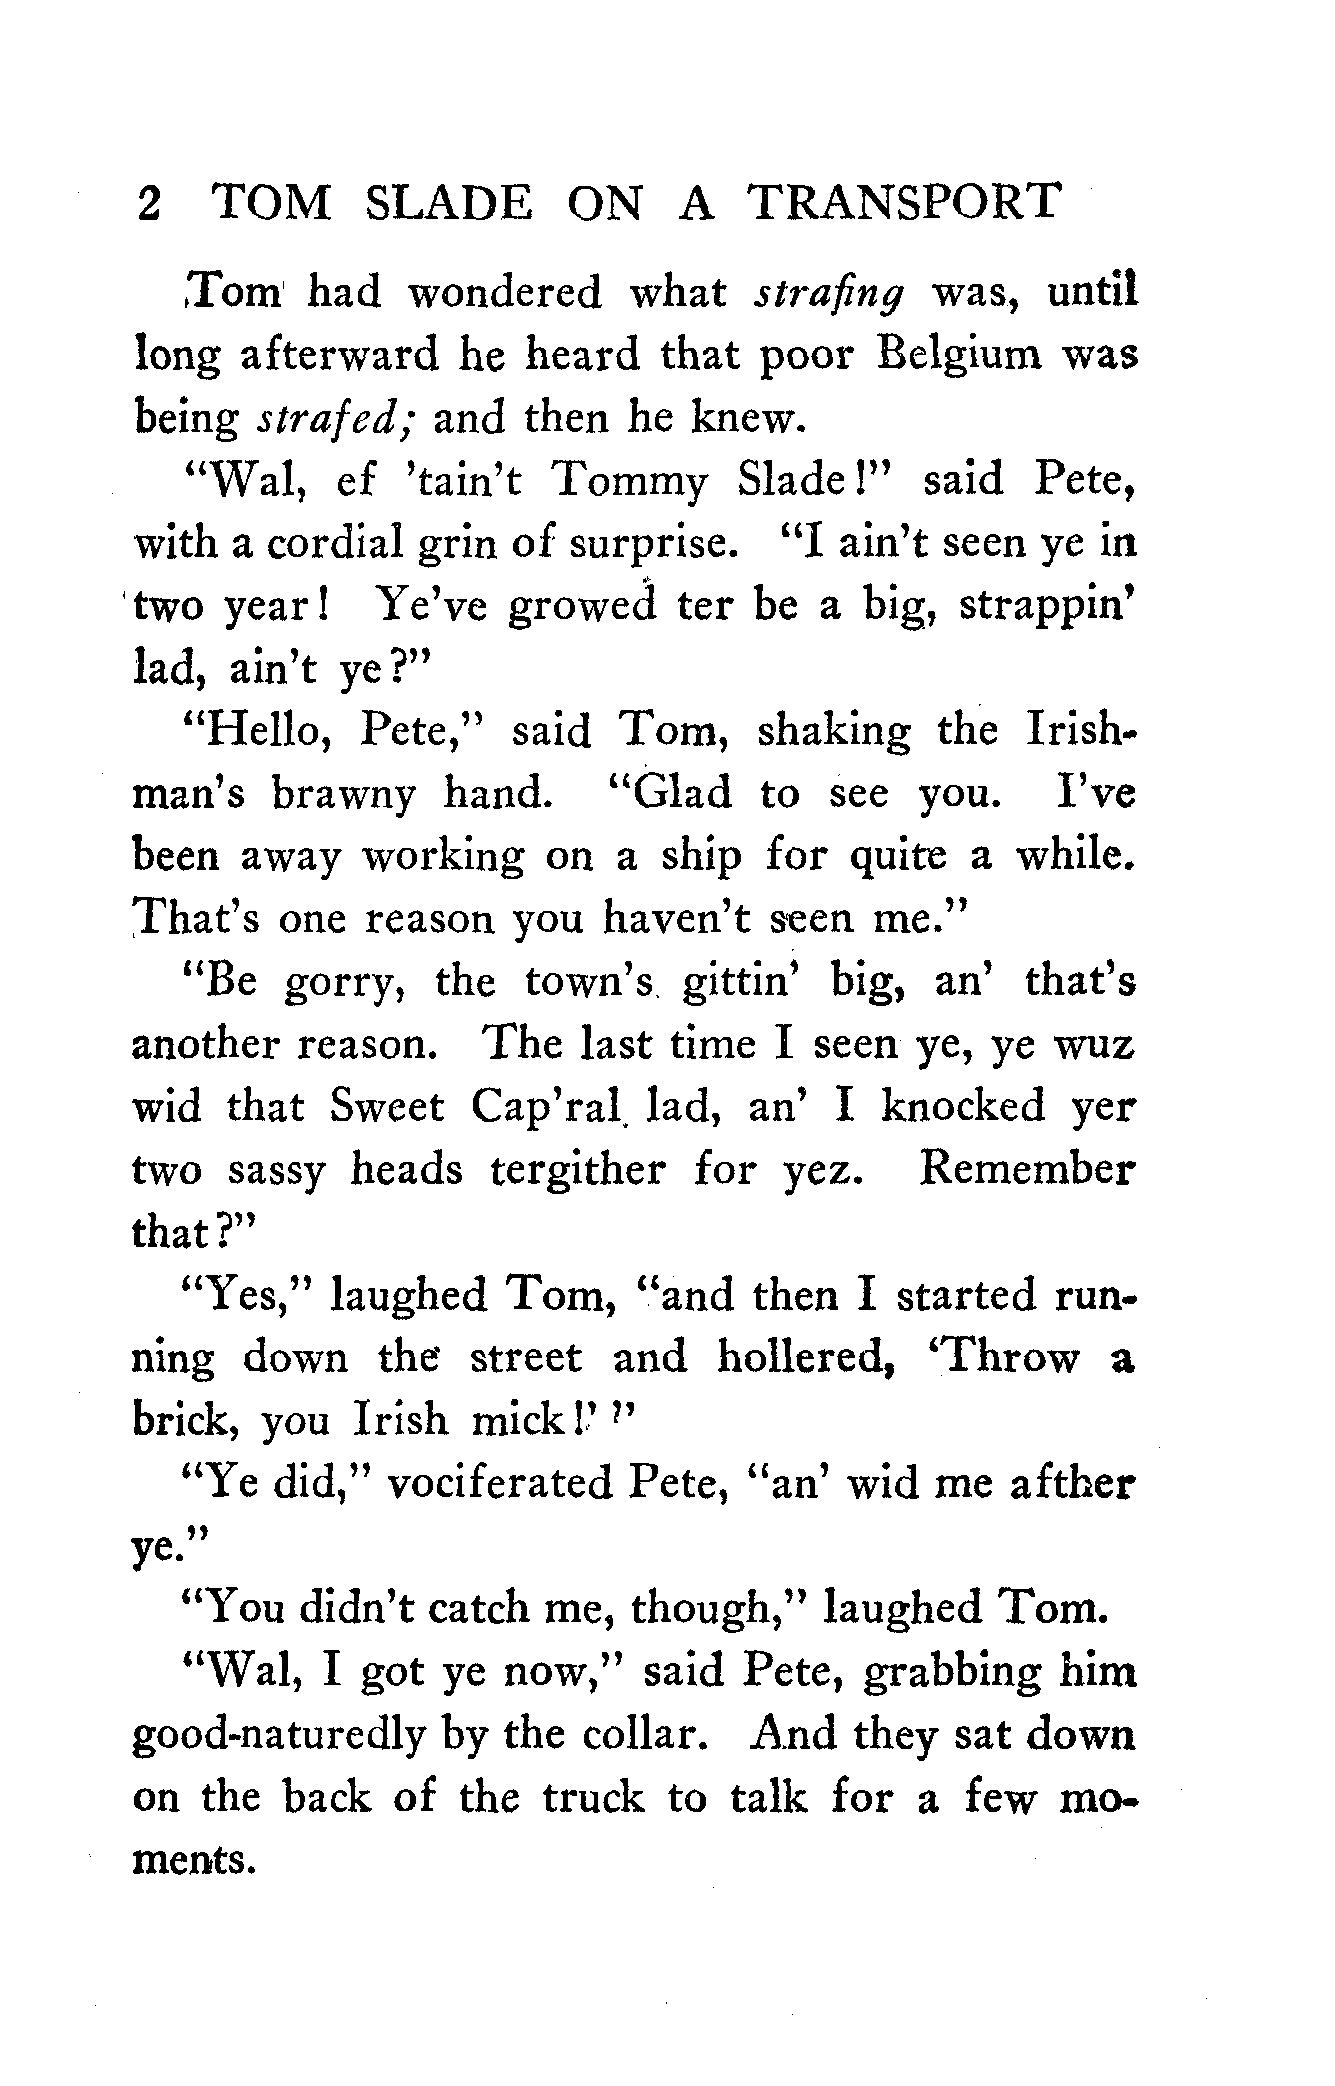 2 TOM SLADE ON A TRANSPORT
Tom had wondered what strafing was, until
long afterward he heard that poor Belgium was
being strafed; and then he knew.
“Wal, ef ’tain’t Tommy Slade!” said Pete,
with a cordial grin of surprise. “I ain’t seen ye in
two year! Ye’ve growed ter be a big, strappin’
lad, ain’t ye?”
“Hello, Pete,” said Tom, shaking the Irish-
man’s brawny hand. “Glad to see you. I’ve
been away working on a ship for quite a while.
That’s one reason you haven’t seen me.”
“Be gorry, the town’s gittin’ big, an’ that’s
another reason. The last time I seen ye, ye wuz
wid that Sweet Cap’ral lad, an’ I knocked yer
two sassy heads tergither for yez. Remember
that?”
“Yes,” laughed Tom, “and then I started run-
ning down the street and hollered, ‘Throw a
brick, you Irish mick!’ ”
“Ye did,” vociferated Pete, “an’ wid me afther
ye.”
“You didn’t catch me, though,” laughed Tom.
“Wal, I got ye now,” said Pete, grabbing him
good-naturedly by the collar. And they sat down
on the back of the truck to talk for a few mo-
ments.